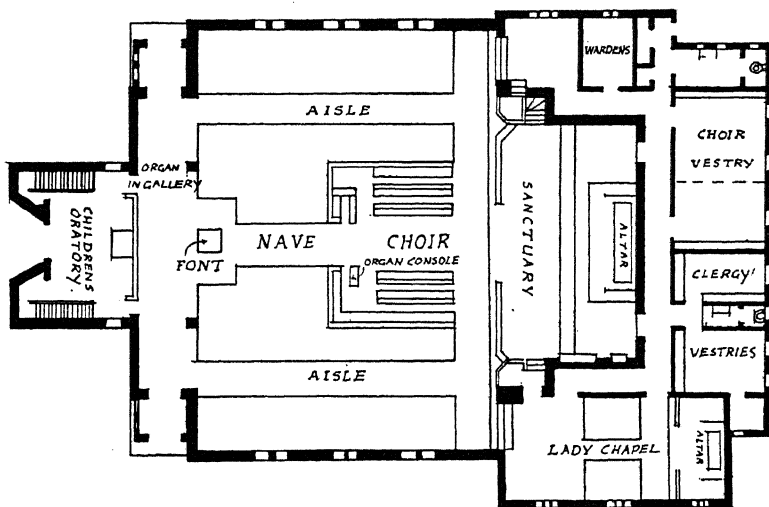 WARDENS
AISLE
CHOIR
VESTRY
ORGAN
IN GALLERY
CHILDRENS
ORATORY.
FONT
NAVE
CHOIR
ORGAN CONSOLE
SANCTUARY
ALTAR
CLERGY'
VESTRIES
AISLE
LADY CHAPEL
ALTAR